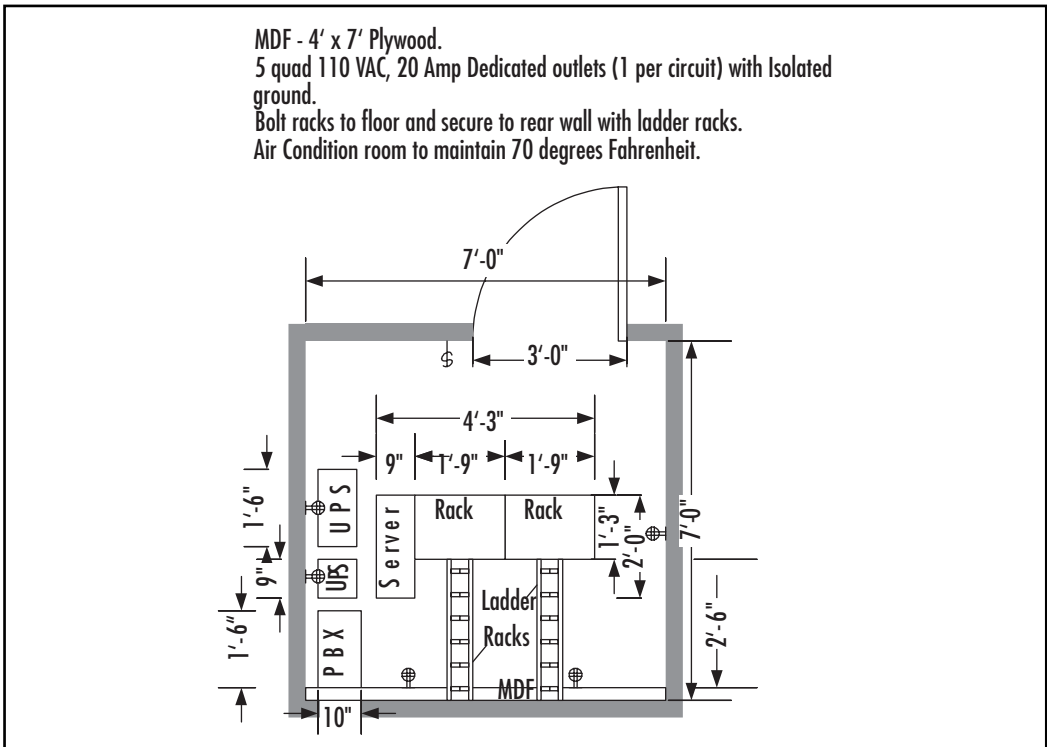 MDF - 4' x 7' Plywood.
5 quad 110 VAC, 20 Amp Dedicated outlets (1 per circuit) with Isolated
ground.
Bolt racks to floor and secure to rear wall with ladder racks.
Air Condition room to maintain 70 degrees Fahrenheit.
7'-0"
3'-0"
4'-3"
9"
1'-9"
1'-9"
1'-6"
UPS
Server
Rack
Rack
1'-3"
2'-0"
7'-0"
9"
UPS
1'-6"
PBX
Ladder
Racks
2'-6"
MDF
10"